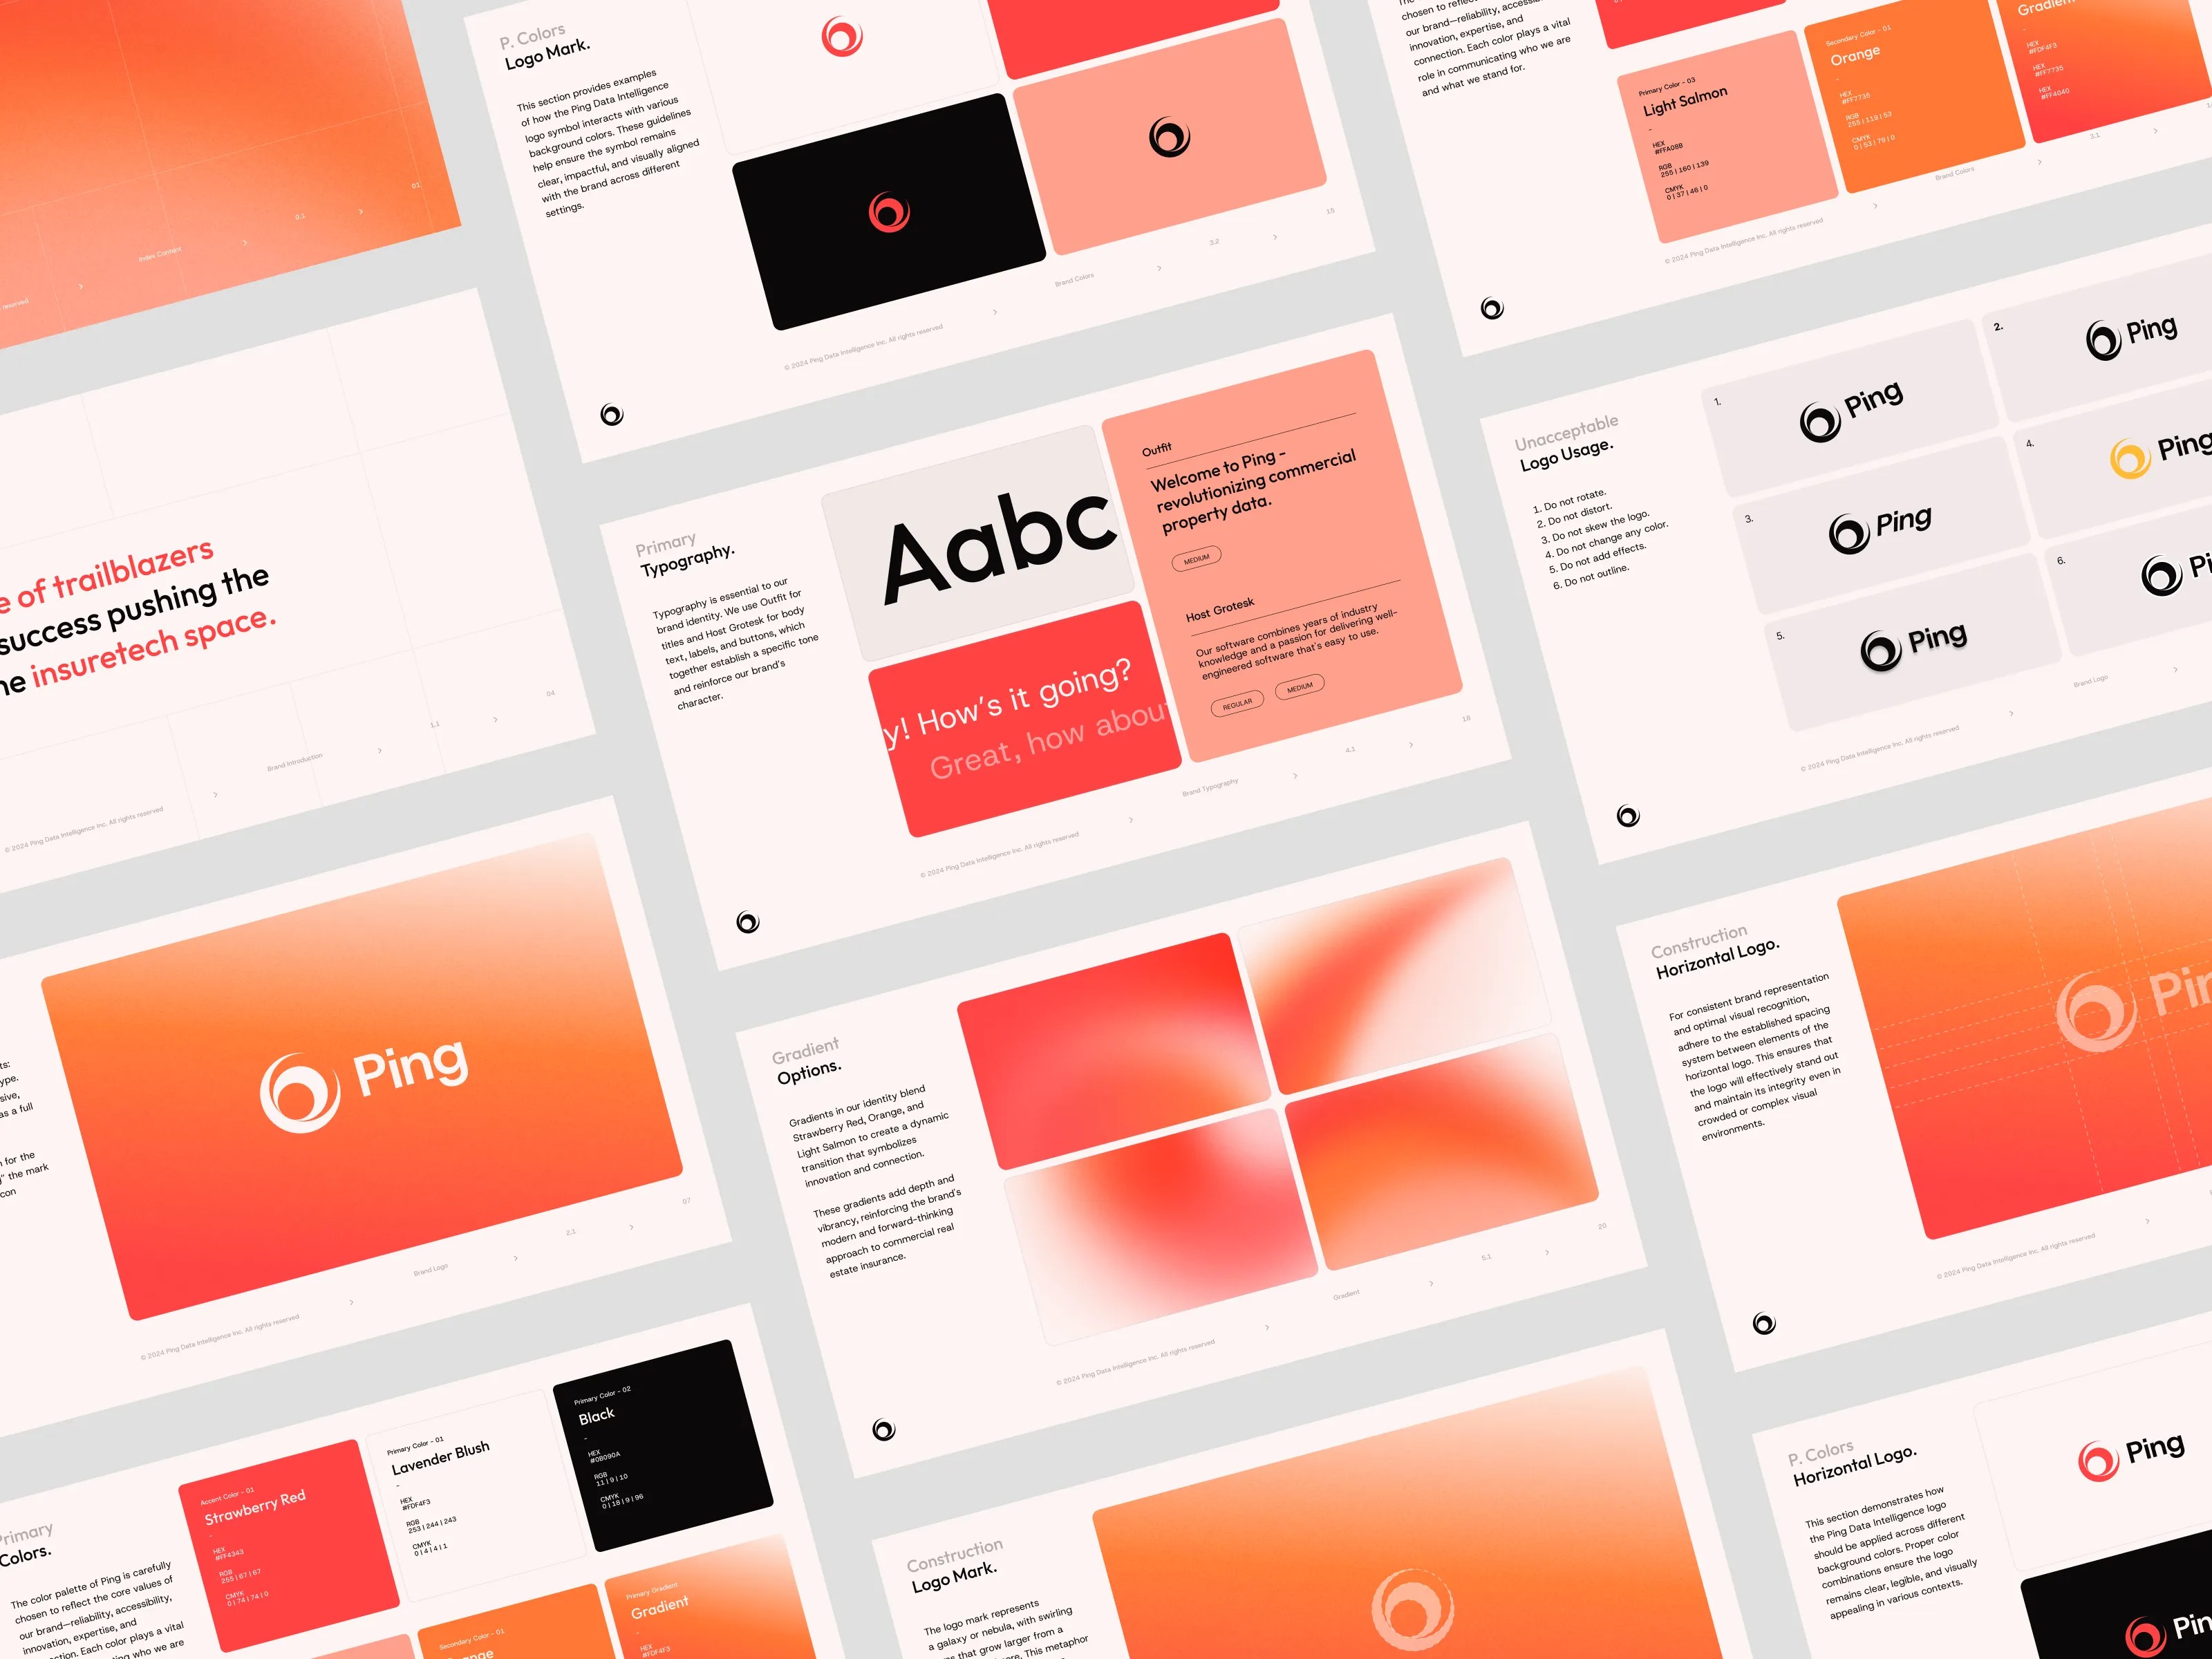 reserved
Index Content
0.1
01
P. Colors
Logo Mark.
This section provides examples
of how the Ping Data Intelligence
logo symbol interacts with various
background colors. These guidelines
help ensure the symbol remains
clear, impactful, and visually aligned
with the brand across different
settings.
© 2024 Ping Data Intelligence Inc. All rights reserved
Brand Colors
3.2
15
chosen to reflect
our brand—reliability, accessi
innovation, expertise, and
connection. Each color plays a vital
role in communicating who we are
and what we stand for.
Primary Color - 03
Light Salmon
-
HEX
#FFA08B
RGB
255 | 160 | 139
CMYK
0 | 37 | 46 | 0
Secondary Color - 01
Orange
-
HEX
#FF7735
RGB
255 | 119 | 53
CMYK
0 | 53 | 79 | 0
Gradient
-
HEX
#FDF4F3
HEX
#FF7735
HEX
#FF4040
© 2024 Ping Data Intelligence Inc. All rights reserved
Brand Colors
3.1
e of trailblazers
success pushing the
ne insuretech space.
© 2024 Ping Data Intelligence Inc. All rights reserved
Brand Introduction
1.1
04
Primary
Typography.
Typography is essential to our
brand identity. We use Outfit for
titles and Host Grotesk for body
text, labels, and buttons, which
together establish a specific tone
and reinforce our brand's
character.
Aabc
y! How's it going?
Great, how about
Outfit
Welcome to Ping -
revolutionizing commercial
property data.
MEDIUM
Host Grotesk
Our software combines years of industry
knowledge and a passion for delivering well-
engineered software that's easy to use.
REGULAR
MEDIUM
© 2024 Ping Data Intelligence Inc. All rights reserved
Brand Typography
4.1
18
Unacceptable
Logo Usage.
1. Do not rotate.
2. Do not distort.
3. Do not skew the logo.
4. Do not change any color.
5. Do not add effects.
6. Do not outline.
1.
Ping
2.
Ping
3.
Ping
4.
Ping
5.
Ping
6.
Pi
© 2024 Ping Data Intelligence Inc. All rights reserved
Brand Logo
ts:
ype.
sive,
as a full
n for the
" the mark
con
Ping
© 2024 Ping Data Intelligence Inc. All rights reserved
Brand Logo
2.1
07
Gradient
Options.
Gradients in our identity blend
Strawberry Red, Orange, and
Light Salmon to create a dynamic
transition that symbolizes
innovation and connection.
These gradients add depth and
vibrancy, reinforcing the brand's
modern and forward-thinking
approach to commercial real
estate insurance.
© 2024 Ping Data Intelligence Inc. All rights reserved
Gradient
5.1
20
Construction
Horizontal Logo.
For consistent brand representation
and optimal visual recognition,
adhere to the established spacing
system between elements of the
horizontal logo. This ensures that
the logo will effectively stand out
and maintain its integrity even in
crowded or complex visual
environments.
Pin
© 2024 Ping Data Intelligence Inc. All rights reserved
Primary
Colors.
The color palette of Ping is carefully
chosen to reflect the core values of
our brand—reliability, accessibility,
innovation, expertise, and
ction. Each color plays a vital
ting who we are
Accent Color - 01
Strawberry Red
-
HEX
#FF4343
RGB
255 | 67 | 67
CMYK
0 | 74 | 74 | 0
Primary Color - 01
Lavender Blush
-
HEX
#FDF4F3
RGB
253 | 244 | 243
CMYK
0 | 4 | 4 | 1
Primary Color - 02
Black
-
HEX
#0B090A
RGB
11 | 9 | 10
CMYK
0 | 18 | 9 | 96
Secondary Color - 01
range
Primary Gradient
Gradient
-
HEX
#FDF4F3
Construction
Logo Mark.
The logo mark represents
a galaxy or nebula, with swirling
s that grow larger from a
re. This metaphor
P. Colors
Horizontal Logo.
This section demonstrates how
the Ping Data Intelligence logo
should be applied across different
background colors. Proper color
combinations ensure the logo
remains clear, legible, and visually
appealing in various contexts.
Ping
Pin